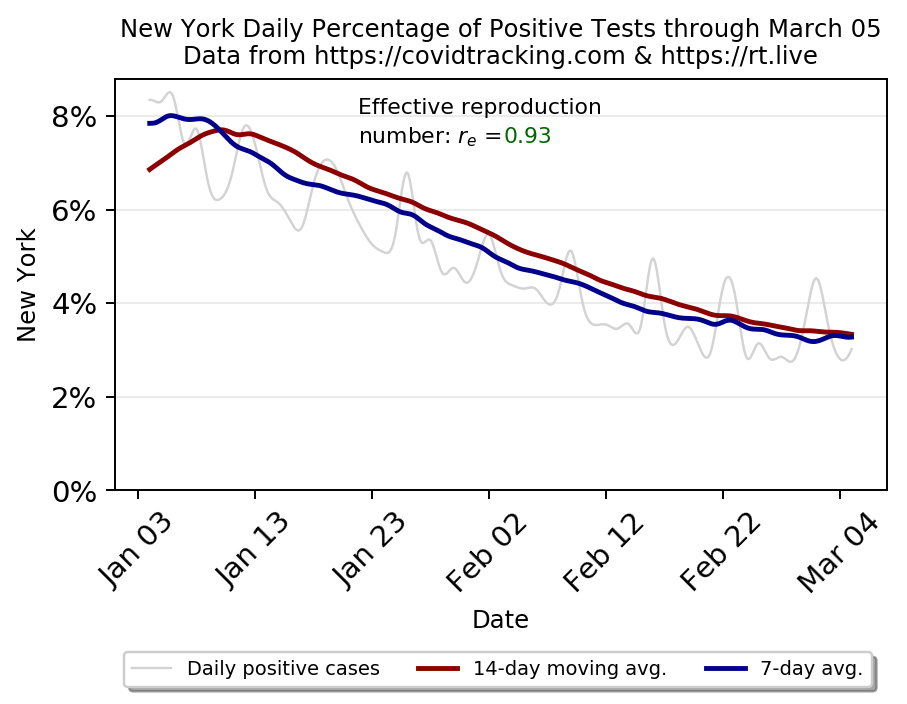 New York Daily Percentage of Positive Tests through March 05
Data from https://covidtracking.com & https://rt.live
Effective reproduction
number: rₑ =0.93
8%
6%
4%
2%
0%
New York
Jan 03
Jan 13
Jan 23
Feb 02
Feb 12
Feb 22
Mar 04
Date
Daily positive cases
14-day moving avg.
7-day avg.